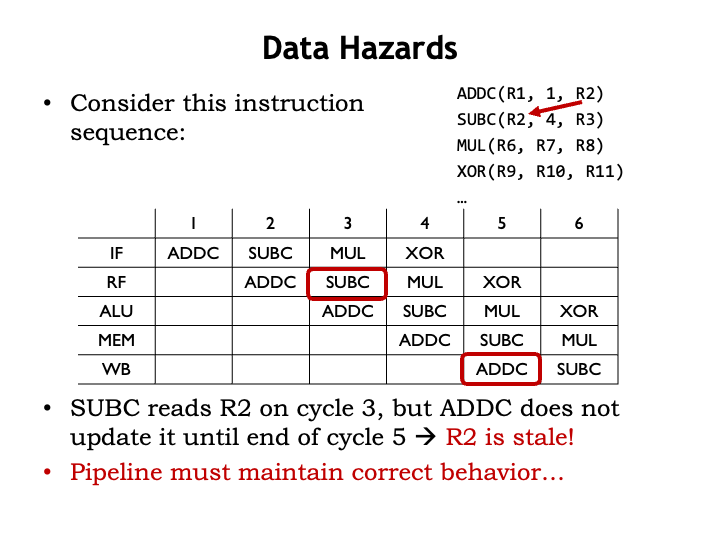 Data Hazards
• Consider this instruction
sequence:
ADDC(R1, 1, R2)
SUBC(R2, 4, R3)
MUL(R6, R7, R8)
XOR(R9, R10, R11)
…
1 2 3 4 5 6
IF ADDC SUBC MUL XOR
RF ADDC SUBC MUL XOR
ALU ADDC SUBC MUL XOR
MEM ADDC SUBC MUL
WB ADDC SUBC
• SUBC reads R2 on cycle 3, but ADDC does not
update it until end of cycle 5 → R2 is stale!
• Pipeline must maintain correct behavior…